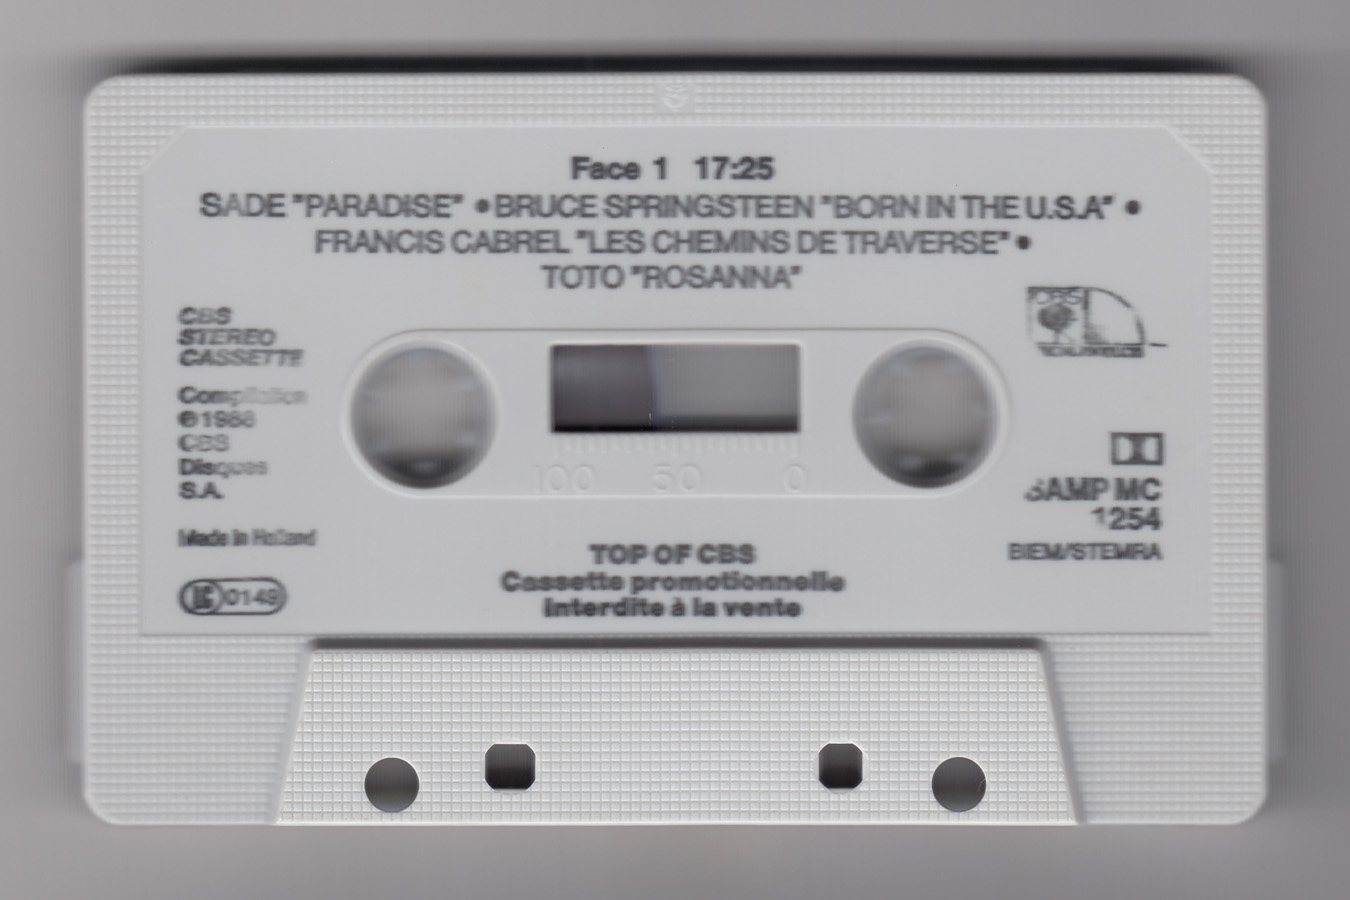 Face 1 17:25
SADE "PARADISE" • BRUCE SPRINGSTEEN "BORN IN THE U.S.A" •
FRANCIS CABREL "LES CHEMINS DE TRAVERSE" •
TOTO "ROSANNA"
CBS
STEREO
CASSETTE
Compilation
℗1988
CBS
Disques
S.A.
Made in Holland
LC 0149
CBS
100 50 0
SAMP MC
1254
BIEM/STEMRA
TOP OF CBS
Cassette promotionnelle
Interdite à la vente